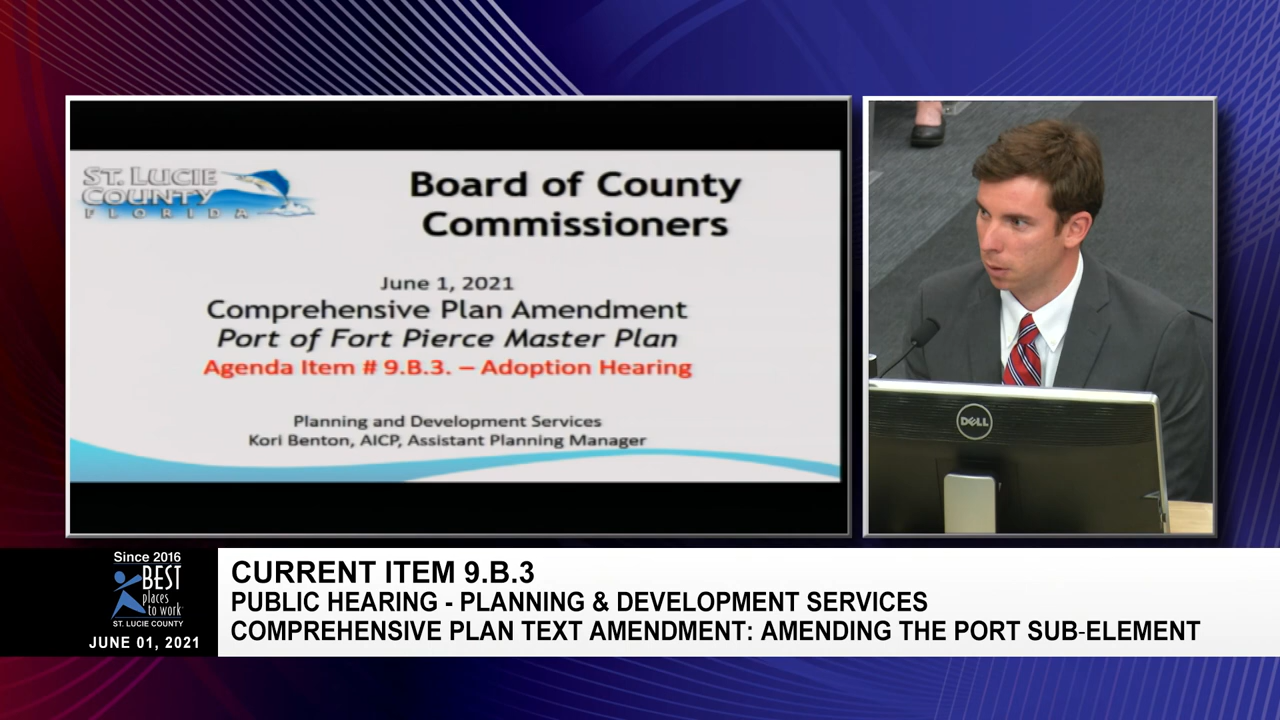 ST. LUCIE
COUNTY
FLORIDA
Board of County
Commissioners
June 1, 2021
Comprehensive Plan Amendment
Port of Fort Pierce Master Plan
Agenda Item # 9.B.3. – Adoption Hearing
Planning and Development Services
Kori Benton, AICP, Assistant Planning Manager
DELL
Since 2016
BEST
places
to work
ST. LUCIE COUNTY
JUNE 01, 2021
CURRENT ITEM 9.B.3
PUBLIC HEARING - PLANNING & DEVELOPMENT SERVICES
COMPREHENSIVE PLAN TEXT AMENDMENT: AMENDING THE PORT SUB-ELEMENT